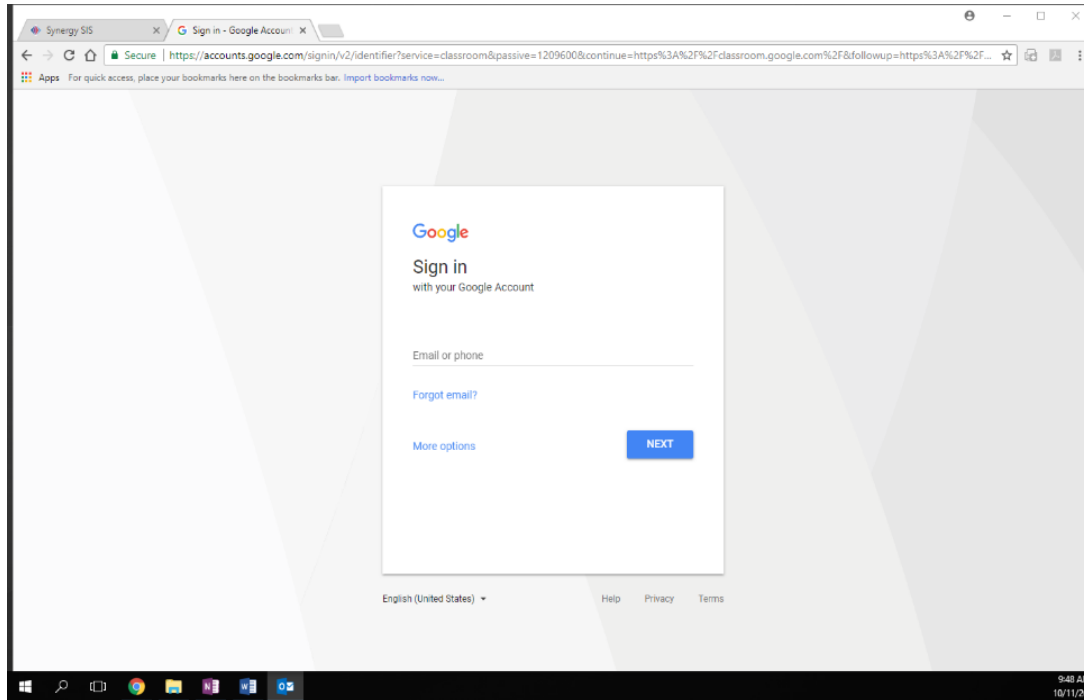 Synergy SIS
Sign in - Google Accoun
Secure | https://accounts.google.com/signin/v2/identifier?service=classroom&passive=1209600&continue=https%3A%2F%2Fclassroom.google.com%2F&followup=https%3A%2F%2F...
Apps For quick access, place your bookmarks here on the bookmarks bar. Import bookmarks now...
Google
Sign in
with your Google Account
Email or phone
Forgot email?
More options NEXT
English (United States) Help Privacy Terms
9:48 A
10/11/2